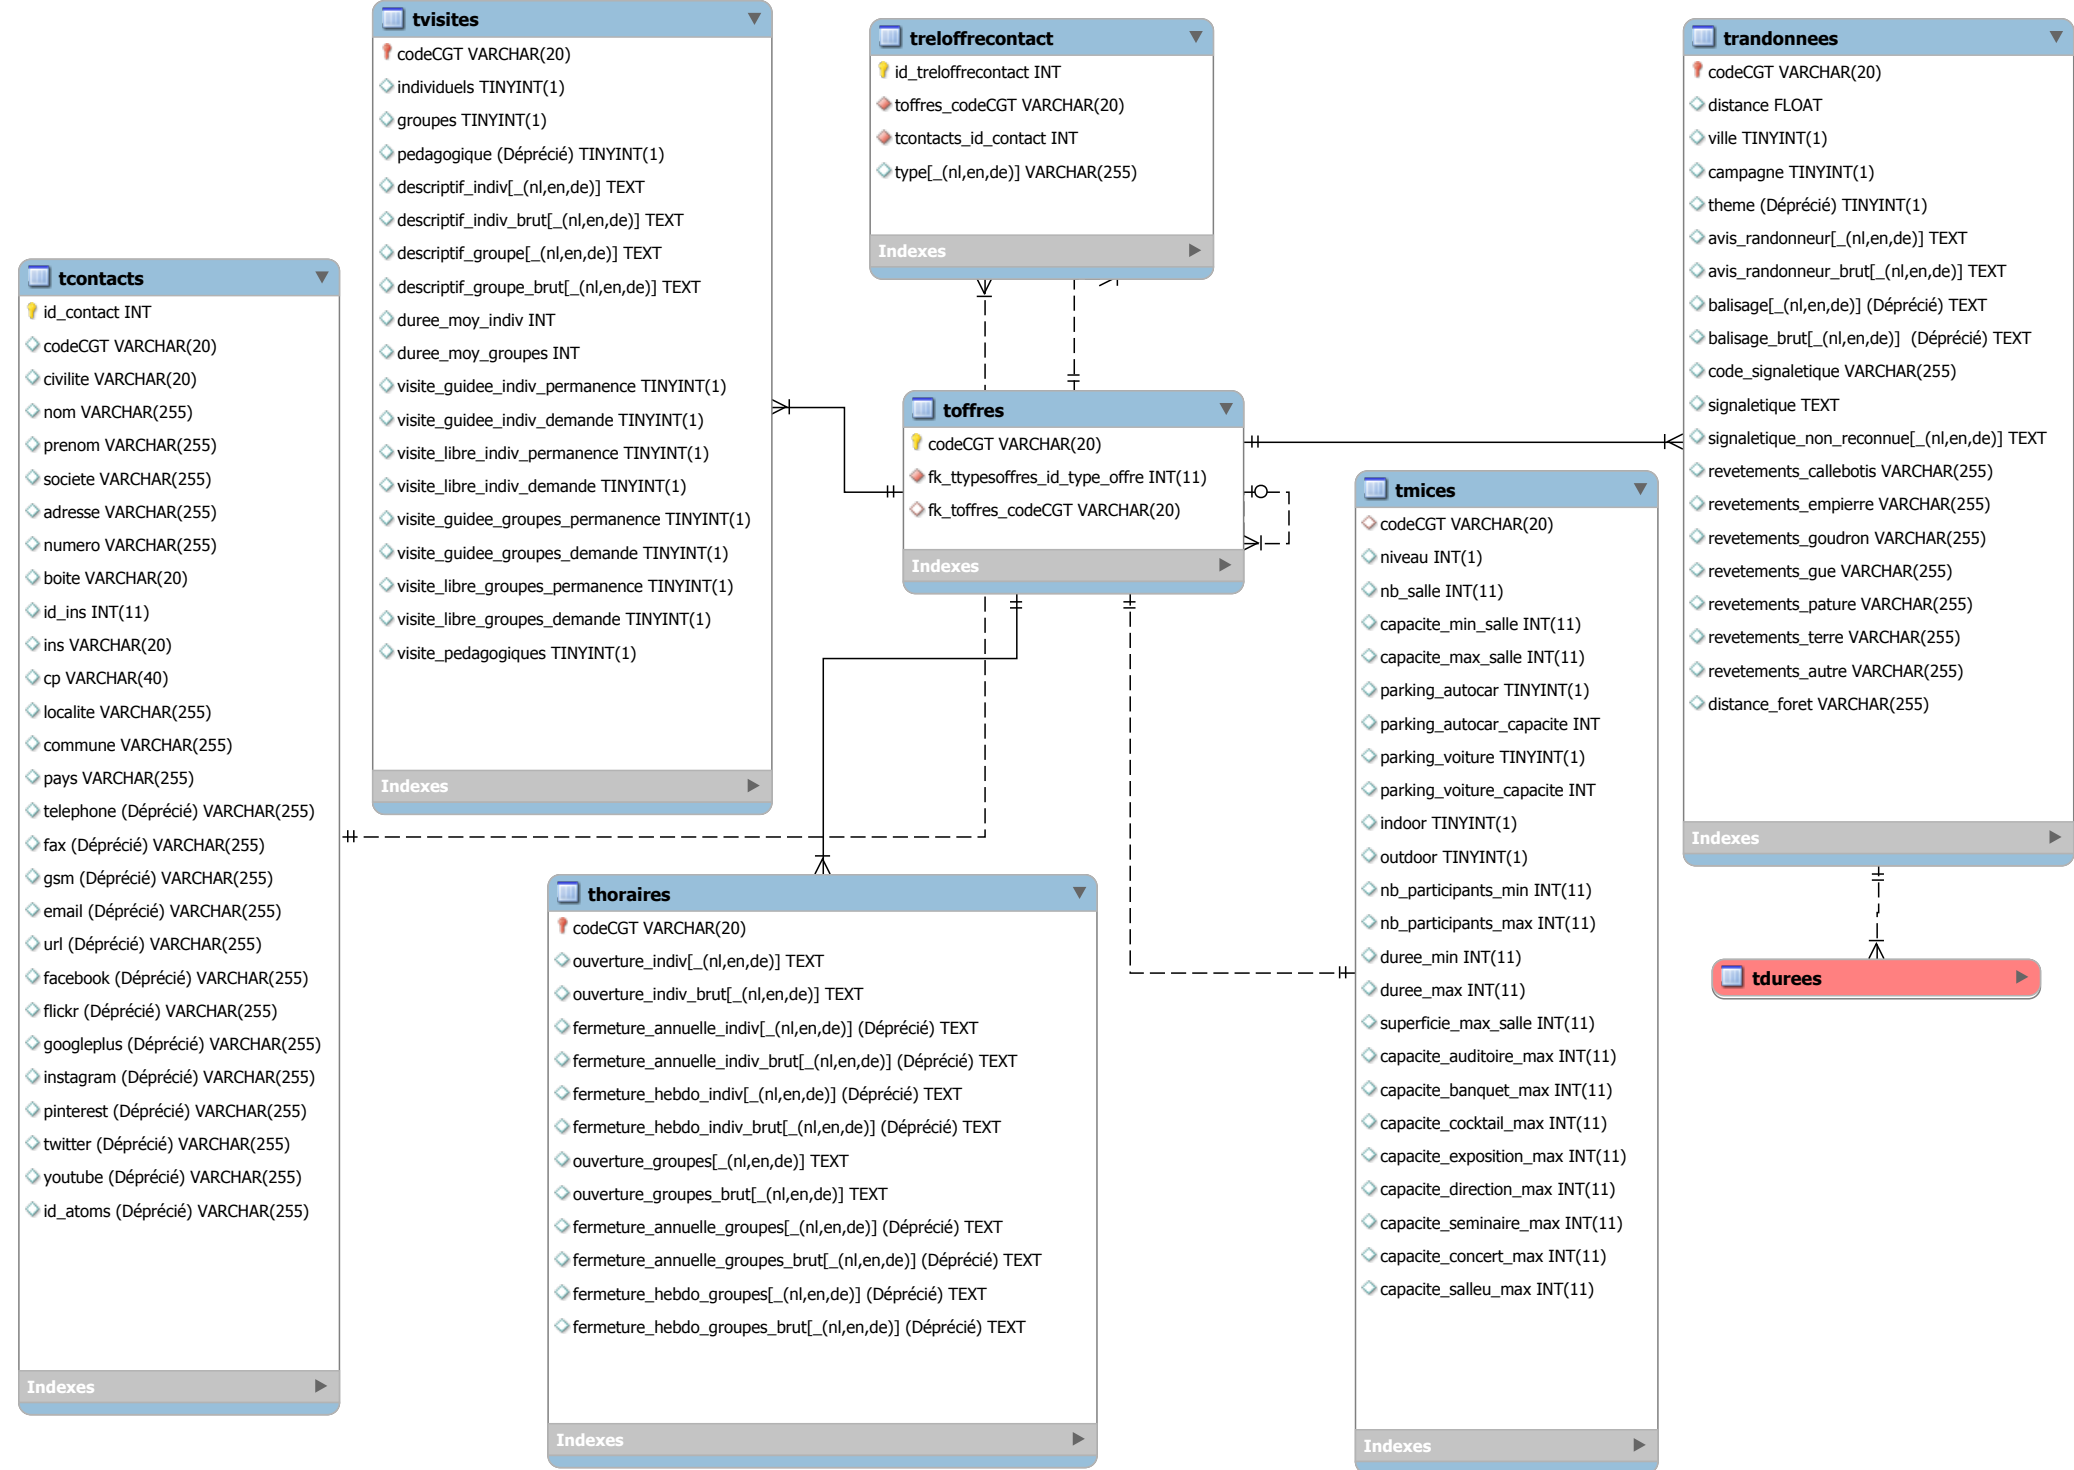 tvisites
codeCGT VARCHAR(20)
individuels TINYINT(1)
groupes TINYINT(1)
pedagogique (Déprécié) TINYINT(1)
descriptif_indiv[_(nl,en,de)] TEXT
descriptif_indiv_brut[_(nl,en,de)] TEXT
descriptif_groupe[_(nl,en,de)] TEXT
descriptif_groupe_brut[_(nl,en,de)] TEXT
duree_moy_indiv INT
duree_moy_groupes INT
visite_guidee_indiv_permanence TINYINT(1)
visite_guidee_indiv_demande TINYINT(1)
visite_libre_indiv_permanence TINYINT(1)
visite_libre_indiv_demande TINYINT(1)
visite_guidee_groupes_permanence TINYINT(1)
visite_guidee_groupes_demande TINYINT(1)
visite_libre_groupes_permanence TINYINT(1)
visite_libre_groupes_demande TINYINT(1)
visite_pedagogiques TINYINT(1)
Indexes
treloffrecontact
id_treloffrecontact INT
toffres_codeCGT VARCHAR(20)
tcontacts_id_contact INT
type[_(nl,en,de)] VARCHAR(255)
Indexes
trandonnees
codeCGT VARCHAR(20)
distance FLOAT
ville TINYINT(1)
campagne TINYINT(1)
theme (Déprécié) TINYINT(1)
avis_randonneur[_(nl,en,de)] TEXT
avis_randonneur_brut[_(nl,en,de)] TEXT
balisage[_(nl,en,de)] (Déprécié) TEXT
balisage_brut[_(nl,en,de)] (Déprécié) TEXT
code_signaletique VARCHAR(255)
signaletique TEXT
signaletique_non_reconnue[_(nl,en,de)] TEXT
revetements_callebotis VARCHAR(255)
revetements_empierre VARCHAR(255)
revetements_goudron VARCHAR(255)
revetements_gue VARCHAR(255)
revetements_pature VARCHAR(255)
revetements_terre VARCHAR(255)
revetements_autre VARCHAR(255)
distance_foret VARCHAR(255)
Indexes
tcontacts
id_contact INT
codeCGT VARCHAR(20)
civilite VARCHAR(20)
nom VARCHAR(255)
prenom VARCHAR(255)
societe VARCHAR(255)
adresse VARCHAR(255)
numero VARCHAR(255)
boite VARCHAR(20)
id_ins INT(11)
ins VARCHAR(20)
cp VARCHAR(40)
localite VARCHAR(255)
commune VARCHAR(255)
pays VARCHAR(255)
telephone (Déprécié) VARCHAR(255)
fax (Déprécié) VARCHAR(255)
gsm (Déprécié) VARCHAR(255)
email (Déprécié) VARCHAR(255)
url (Déprécié) VARCHAR(255)
facebook (Déprécié) VARCHAR(255)
flickr (Déprécié) VARCHAR(255)
googleplus (Déprécié) VARCHAR(255)
instagram (Déprécié) VARCHAR(255)
pinterest (Déprécié) VARCHAR(255)
twitter (Déprécié) VARCHAR(255)
youtube (Déprécié) VARCHAR(255)
id_atoms (Déprécié) VARCHAR(255)
Indexes
toffres
codeCGT VARCHAR(20)
fk_ttypesoffres_id_type_offre INT(11)
fk_toffres_codeCGT VARCHAR(20)
Indexes
tmices
codeCGT VARCHAR(20)
niveau INT(1)
nb_salle INT(11)
capacite_min_salle INT(11)
capacite_max_salle INT(11)
parking_autocar TINYINT(1)
parking_autocar_capacite INT
parking_voiture TINYINT(1)
parking_voiture_capacite INT
indoor TINYINT(1)
outdoor TINYINT(1)
nb_participants_min INT(11)
nb_participants_max INT(11)
duree_min INT(11)
duree_max INT(11)
superficie_max_salle INT(11)
capacite_auditoire_max INT(11)
capacite_banquet_max INT(11)
capacite_cocktail_max INT(11)
capacite_exposition_max INT(11)
capacite_direction_max INT(11)
capacite_seminaire_max INT(11)
capacite_concert_max INT(11)
capacite_salleu_max INT(11)
Indexes
thoraires
codeCGT VARCHAR(20)
ouverture_indiv[_(nl,en,de)] TEXT
ouverture_indiv_brut[_(nl,en,de)] TEXT
fermeture_annuelle_indiv[_(nl,en,de)] (Déprécié) TEXT
fermeture_annuelle_indiv_brut[_(nl,en,de)] (Déprécié) TEXT
fermeture_hebdo_indiv[_(nl,en,de)] (Déprécié) TEXT
fermeture_hebdo_indiv_brut[_(nl,en,de)] (Déprécié) TEXT
ouverture_groupes[_(nl,en,de)] TEXT
ouverture_groupes_brut[_(nl,en,de)] TEXT
fermeture_annuelle_groupes[_(nl,en,de)] (Déprécié) TEXT
fermeture_annuelle_groupes_brut[_(nl,en,de)] (Déprécié) TEXT
fermeture_hebdo_groupes[_(nl,en,de)] (Déprécié) TEXT
fermeture_hebdo_groupes_brut[_(nl,en,de)] (Déprécié) TEXT
Indexes
tdurees